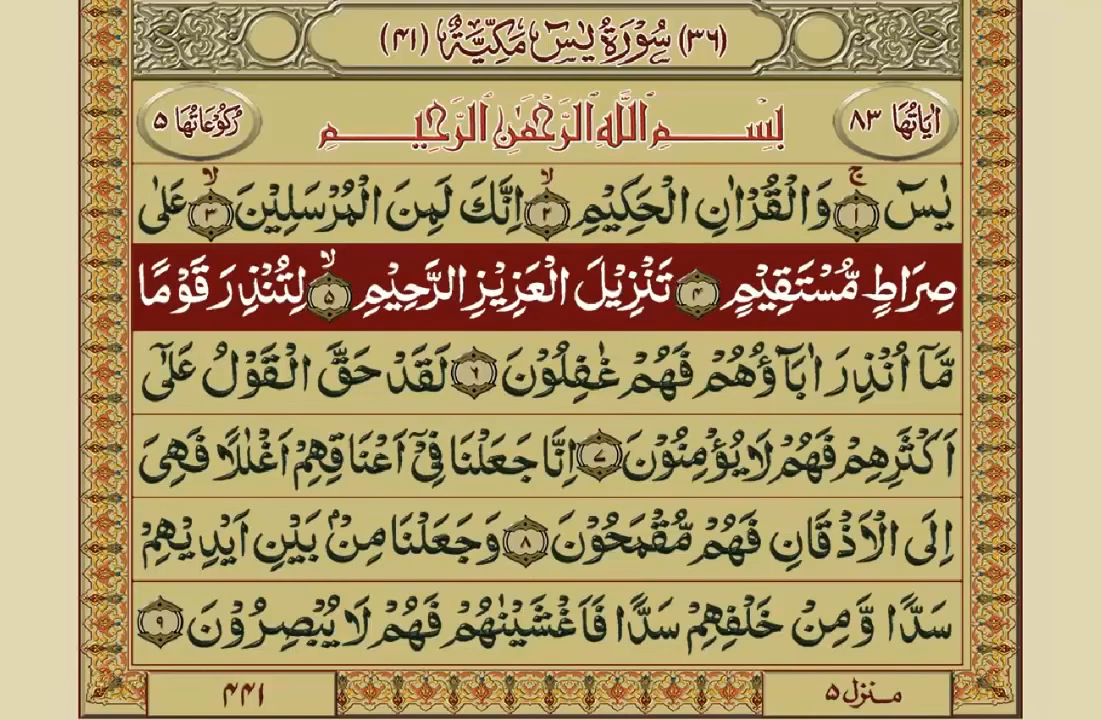 (٣٦) سُوْرَةُ يٰسٓ مَكِّيَّةٌ (٤١)
اٰيَاتُهَا ٨٣
بِسْمِ اللّٰهِ الرَّحْمٰنِ الرَّحِيْمِ
رُكُوْعَاتُهَا ٥
يٰسٓ ۚ‏﴿١﴾ وَالْقُرْاٰنِ الْحَكِيْمِ ۙ‏﴿٢﴾ اِنَّكَ لَمِنَ الْمُرْسَلِيْنَ ۙ‏﴿٣﴾ عَلٰى
صِرَاطٍ مُّسْتَقِيْمٍ ﴿٤﴾ تَنْزِيْلَ الْعَزِيْزِ الرَّحِيْمِ ۙ‏﴿٥﴾ لِتُنْذِرَ قَوْمًا
مَّاۤ اُنْذِرَ اٰبَآؤُهُمْ فَهُمْ غٰفِلُوْنَ ﴿٦﴾ لَقَدْ حَقَّ الْقَوْلُ عَلٰٓى
اَكْثَرِهِمْ فَهُمْ لَا يُؤْمِنُوْنَ ﴿٧﴾ اِنَّا جَعَلْنَا فِيْۤ اَعْنَاقِهِمْ اَغْلٰلًا فَهِيَ
اِلَى الْاَذْقَانِ فَهُمْ مُّقْمَحُوْنَ ﴿٨﴾ وَجَعَلْنَا مِنْۢ بَيْنِ اَيْدِيْهِمْ
سَدًّا وَّمِنْ خَلْفِهِمْ سَدًّا فَاَغْشَيْنٰهُمْ فَهُمْ لَا يُبْصِرُوْنَ ﴿٩﴾
منزل ٥
٤٤١